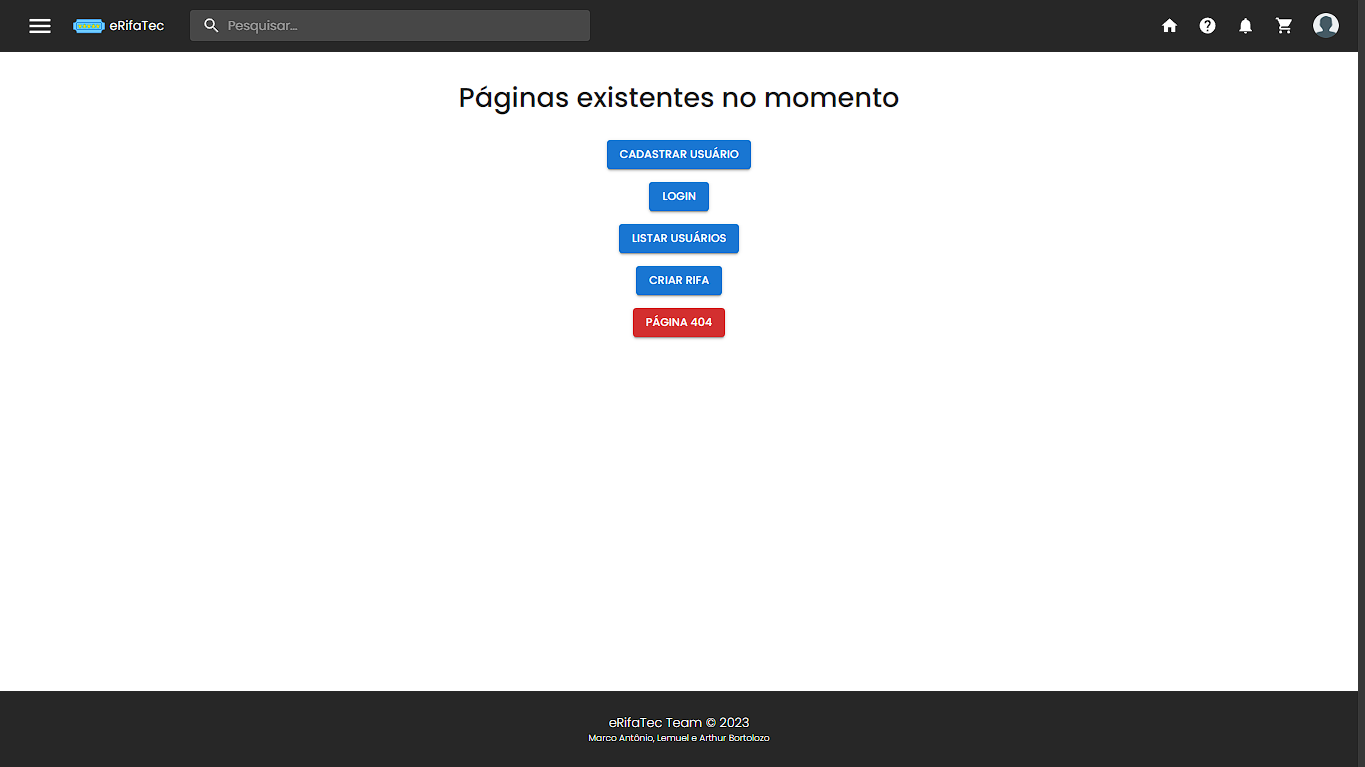 eRifaTec
Pesquisar...
Páginas existentes no momento
CADASTRAR USUÁRIO
LOGIN
LISTAR USUÁRIOS
CRIAR RIFA
PÁGINA 404
eRifaTec Team © 2023
Marco Antônio, Lemuel e Arthur Bortolozo